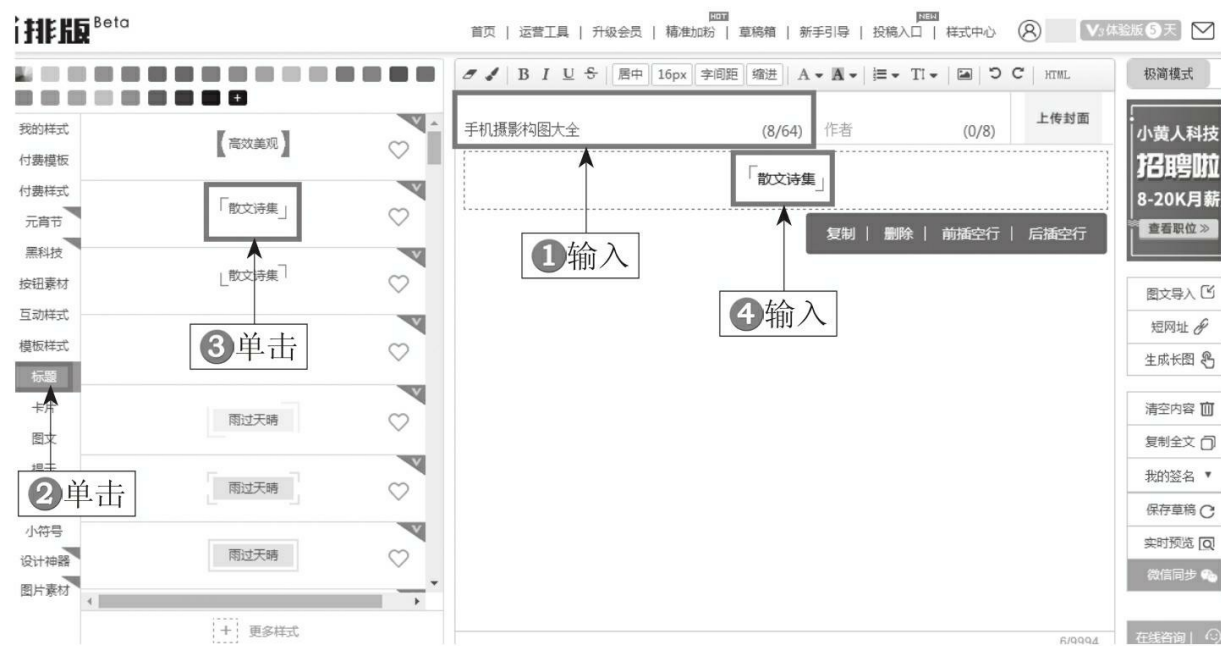 排版 Beta
首页 | 运营工具 | 升级会员 | 精准加粉 | 草稿箱 | 新手引导 | 投稿入口 | 样式中心
HOT
NEW
V3体验版 5 天
B I U S 居中 16px 字间距 缩进 A A TI HTML
极简模式
我的样式
付费模板
付费样式
元宵节
黑科技
按钮素材
互动样式
模板样式
标题
卡片
图文
提示
小符号
设计神器
图片素材
【高效美观】
「散文诗集」
散文诗集
雨过天晴
雨过天晴
雨过天晴
更多样式
手机摄影构图大全 (8/64)
作者 (0/8)
上传封面
「散文诗集」
复制 | 删除 | 前插空行 | 后插空行
①输入
②单击
③单击
④输入
6/9994
小黄人科技
招聘啦
8-20K月薪
查看职位 »
图文导入
短网址
生成长图
清空内容
复制全文
我的签名
保存草稿
实时预览
微信同步
在线咨询 |